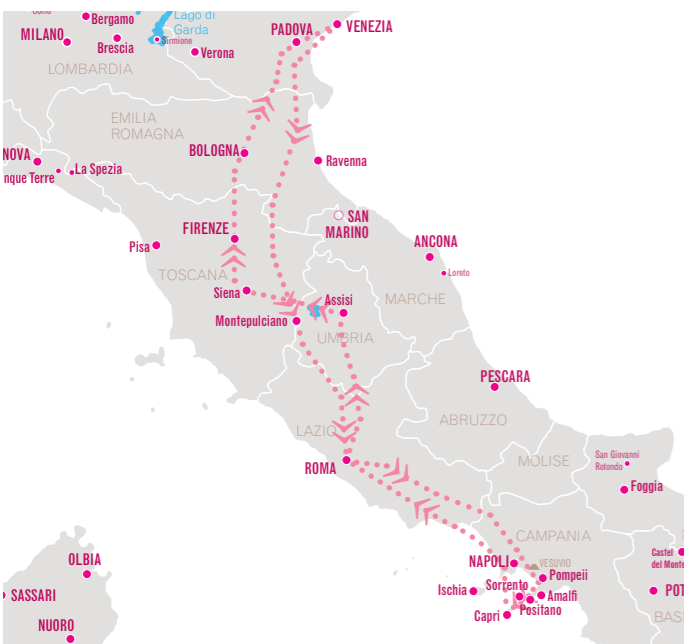 Bergamo
Lago di
Garda
MILANO
Brescia
Sirmione
Verona
PADOVA
VENEZIA
LOMBARDIA
EMILIA
ROMAGNA
BOLOGNA
Ravenna
NOVA
nque Terre
La Spezia
SAN
MARINO
FIRENZE
Pisa
ANCONA
Loreto
TOSCANA
Siena
Assisi
MARCHE
Montepulciano
UMBRIA
PESCARA
ABRUZZO
LAZIO
ROMA
MOLISE
San Giovanni
Rotondo
Foggia
CAMPANIA
NAPOLI
VESUVIO
Pompeii
Castel
del Monte
Ischia
Sorrento
Amalfi
Positano
Capri
POT
BAS
OLBIA
SASSARI
NUORO